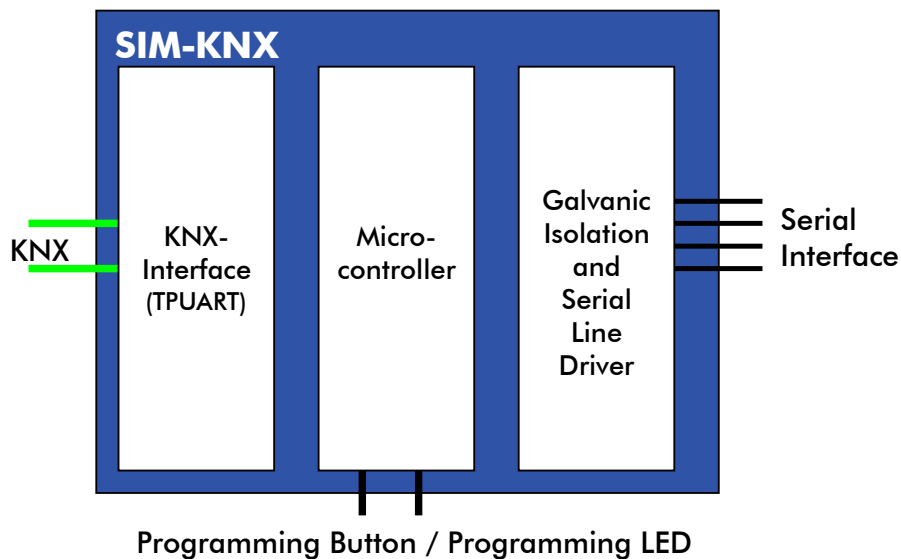 SIM-KNX
KNX
KNX-
Interface
(TPUART)
Micro-
controller
Galvanic
Isolation
and
Serial
Line
Driver
Serial
Interface
Programming Button / Programming LED